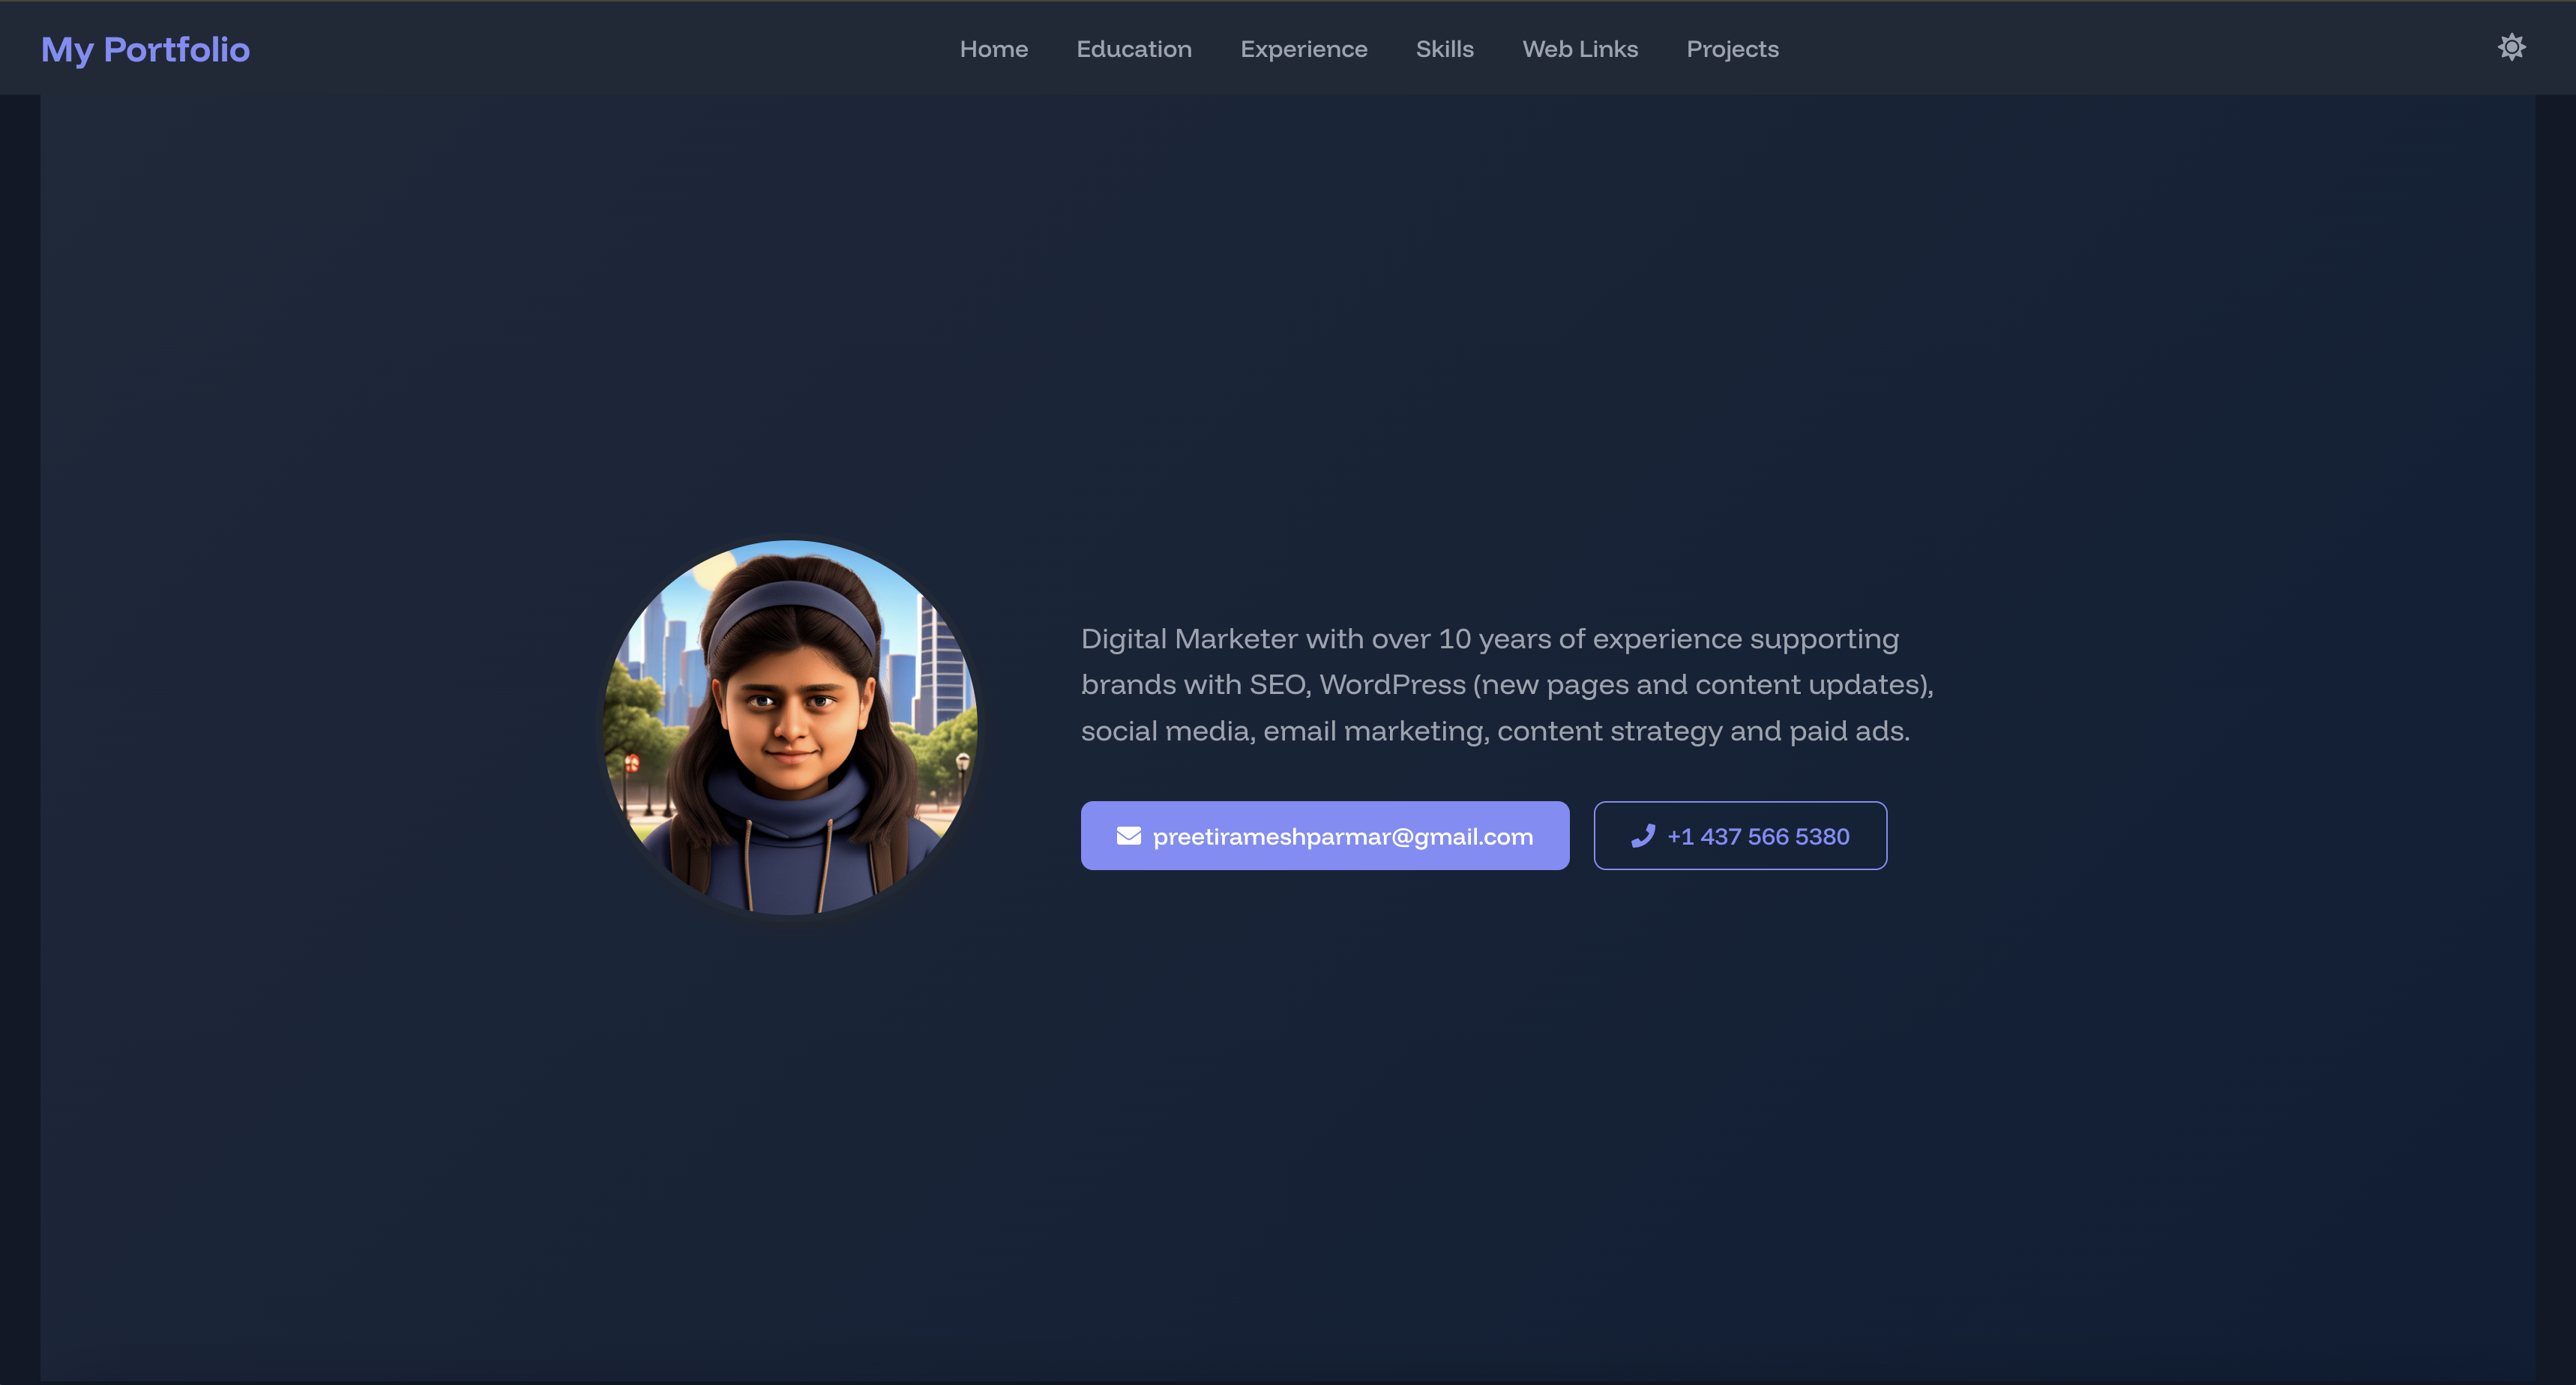 My Portfolio
Home Education Experience Skills Web Links Projects
Digital Marketer with over 10 years of experience supporting
brands with SEO, WordPress (new pages and content updates),
social media, email marketing, content strategy and paid ads.
preetirameshparmar@gmail.com
+1 437 566 5380